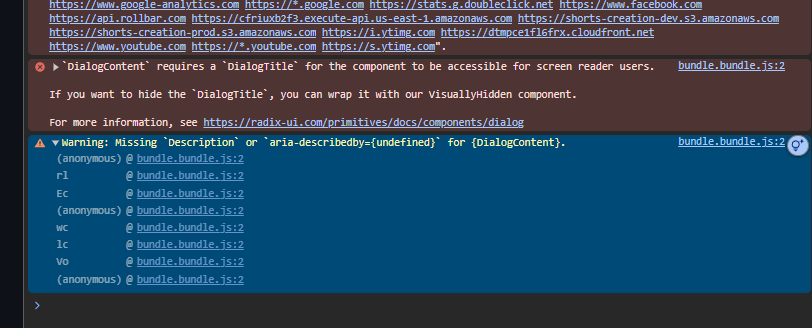 https://www.google-analytics.com https://*.google.com https://stats.g.doubleclick.net https://www.facebook.com
https://api.rollbar.com https://cfriuxb2f3.execute-api.us-east-1.amazonaws.com https://shorts-creation-dev.s3.amazonaws.com
https://shorts-creation-prod.s3.amazonaws.com https://i.ytimg.com https://dtmpce1fl6frx.cloudfront.net
https://www.youtube.com https://*.youtube.com https://s.ytimg.com".
`DialogContent` requires a `DialogTitle` for the component to be accessible for screen reader users. bundle.bundle.js:2
If you want to hide the `DialogTitle`, you can wrap it with our VisuallyHidden component.
For more information, see https://radix-ui.com/primitives/docs/components/dialog
Warning: Missing `Description` or `aria-describedby={undefined}` for {DialogContent}. bundle.bundle.js:2
(anonymous) @ bundle.bundle.js:2
rl @ bundle.bundle.js:2
Ec @ bundle.bundle.js:2
(anonymous) @ bundle.bundle.js:2
wc @ bundle.bundle.js:2
lc @ bundle.bundle.js:2
Vo @ bundle.bundle.js:2
(anonymous) @ bundle.bundle.js:2